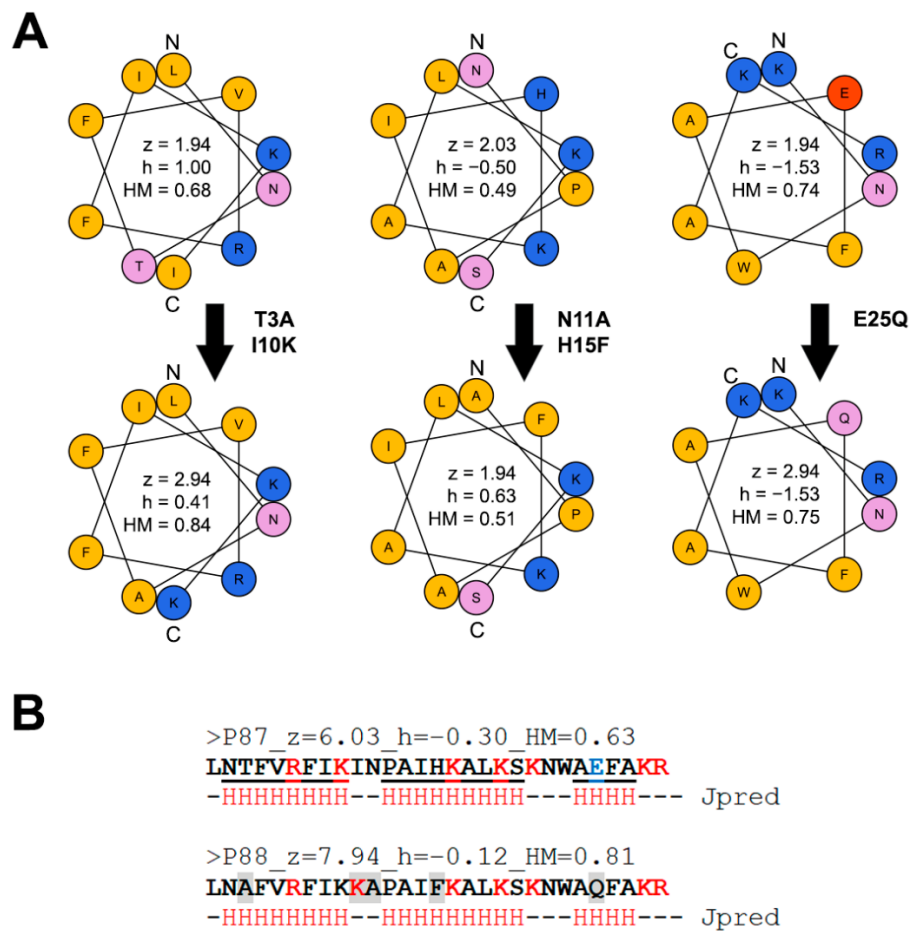 A
N
I L V F K N F R T I
z = 1.94
h = 1.00
HM = 0.68
C
N
L N H I K P A K A S
z = 2.03
h = −0.50
HM = 0.49
C
C N
K K E A R N A F W
z = 1.94
h = −1.53
HM = 0.74
T3A
I10K
N11A
H15F
E25Q
N
I L V F K N F R A K
z = 2.94
h = 0.41
HM = 0.84
C
N
L A F I K P A K A S
z = 1.94
h = 0.63
HM = 0.51
C
C N
K K Q A R N A F W
z = 2.94
h = −1.53
HM = 0.75
B
>P87_z=6.03_h=−0.30_HM=0.63
LNTFVRFIKINPAIHKALKSKNWAEFAKR
-HHHHHHHH--HHHHHHHHH---HHHH--- Jpred
>P88_z=7.94_h=−0.12_HM=0.81
LNAFVRFIKKAPAIFKALKSKNWAQFAKR
-HHHHHHHH--HHHHHHHHH---HHHH--- Jpred